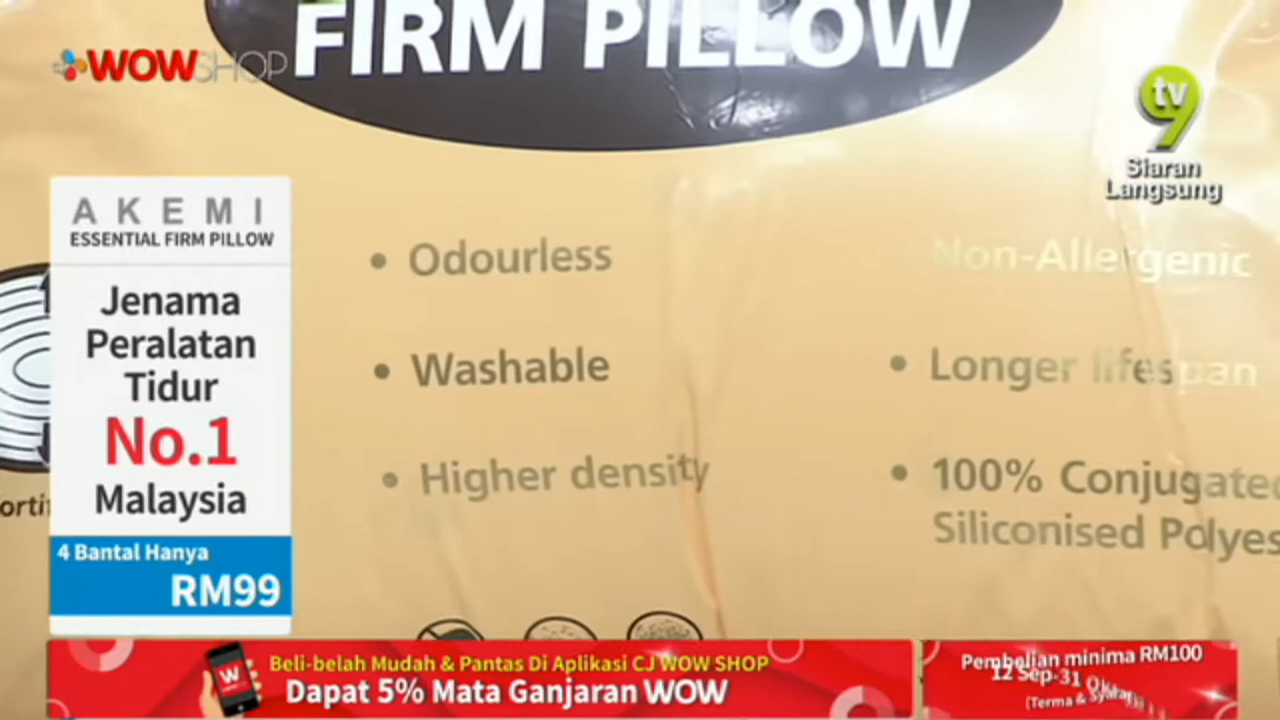 FIRM PILLOW
WOWSHOP
tv9
Siaran
Langsung
AKEMI
ESSENTIAL FIRM PILLOW
Jenama
Peralatan
Tidur
No.1
Malaysia
4 Bantal Hanya
RM99
• Odourless
• Washable
• Higher density
Non-Allergenic
• Longer lifespan
• 100% Conjugated
Siliconised
Beli-belah Mudah & Pantas Di Aplikasi CJ WOW SHOP
Dapat 5% Mata Ganjaran WOW
Pembelian minima RM100
12 Sep-31
(Terma &